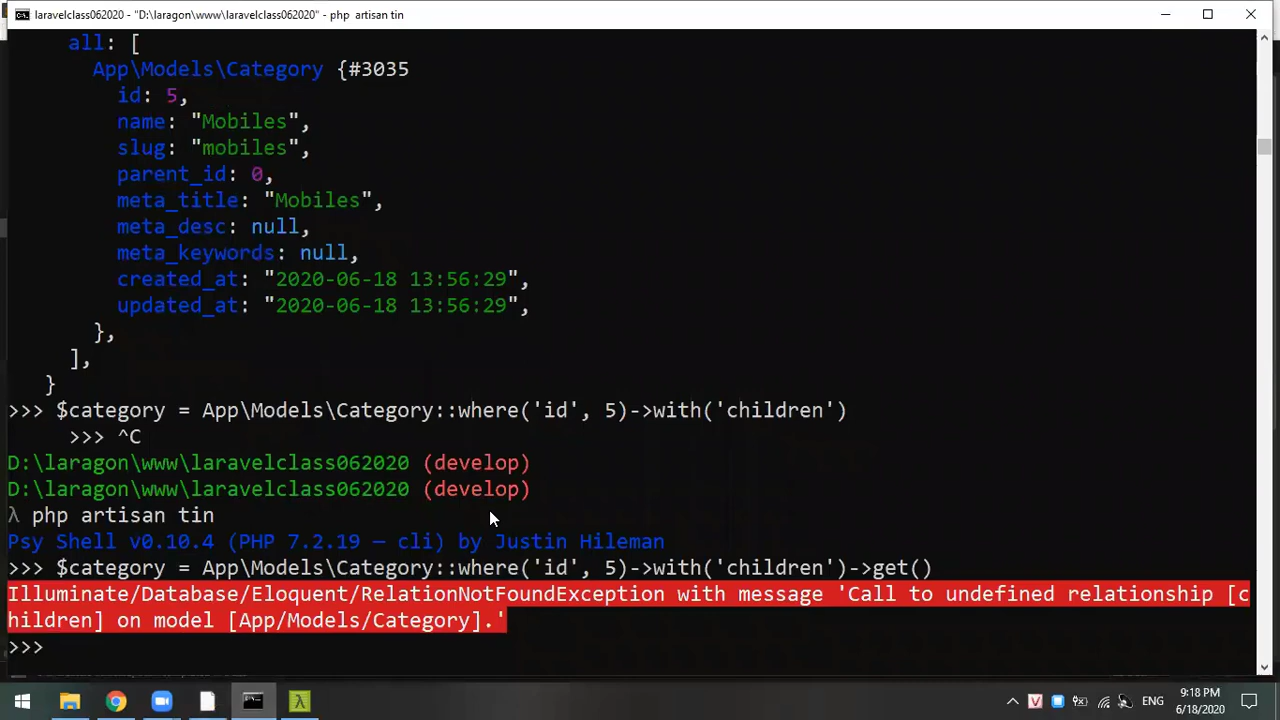 laravelclass062020 - "D:\laragon\www\laravelclass062020" - php  artisan tin
all: [
App\Models\Category {#3035
id: 5,
name: "Mobiles",
slug: "mobiles",
parent_id: 0,
meta_title: "Mobiles",
meta_desc: null,
meta_keywords: null,
created_at: "2020-06-18 13:56:29",
updated_at: "2020-06-18 13:56:29",
},
],
}
>>> $category = App\Models\Category::where('id', 5)->with('children')
>>> ^C
D:\laragon\www\laravelclass062020 (develop)
D:\laragon\www\laravelclass062020 (develop)
λ php artisan tin
Psy Shell v0.10.4 (PHP 7.2.19 — cli) by Justin Hileman
>>> $category = App\Models\Category::where('id', 5)->with('children')->get()
Illuminate/Database/Eloquent/RelationNotFoundException with message 'Call to undefined relationship [c
hildren] on model [App/Models/Category].'
>>>
ENG
9:18 PM
6/18/2020